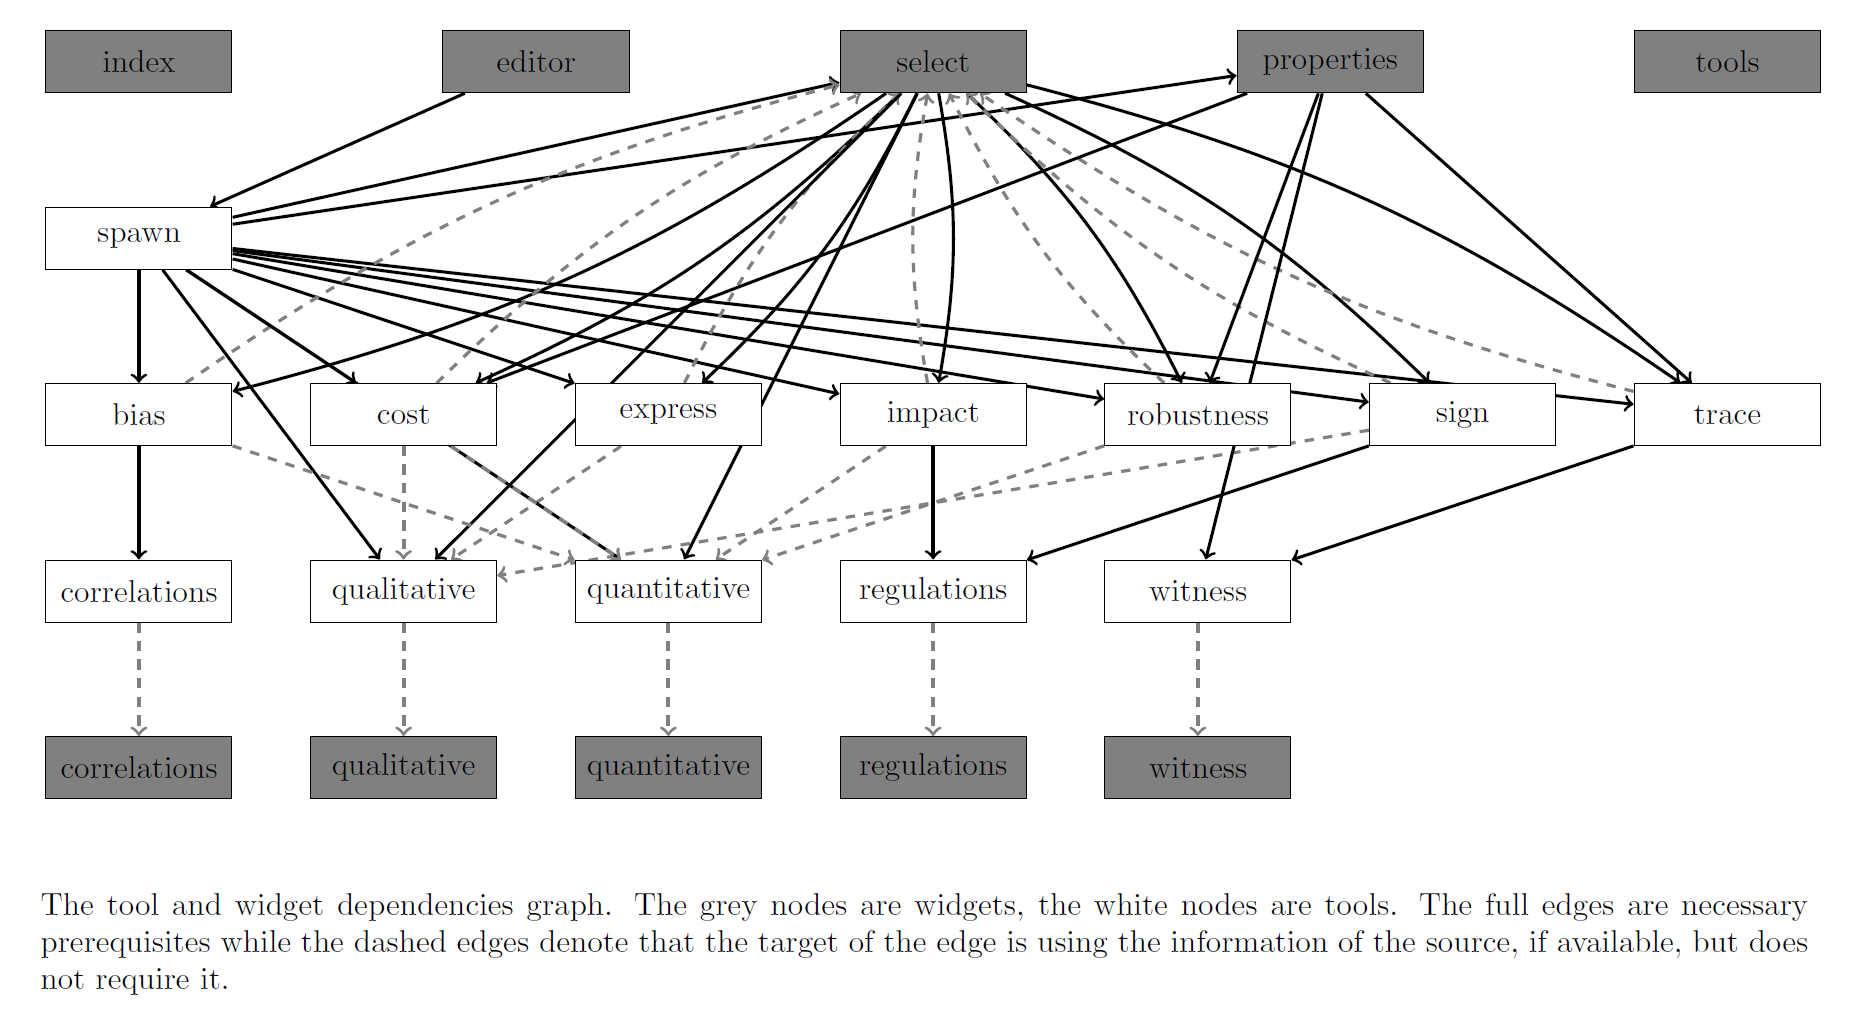 index
editor
select
properties
tools
spawn
bias
cost
express
impact
robustness
sign
trace
correlations
qualitative
quantitative
regulations
witness
correlations
qualitative
quantitative
regulations
witness
The tool and widget dependencies graph. The grey nodes are widgets, the white nodes are tools. The full edges are necessary
prerequisites while the dashed edges denote that the target of the edge is using the information of the source, if available, but does
not require it.